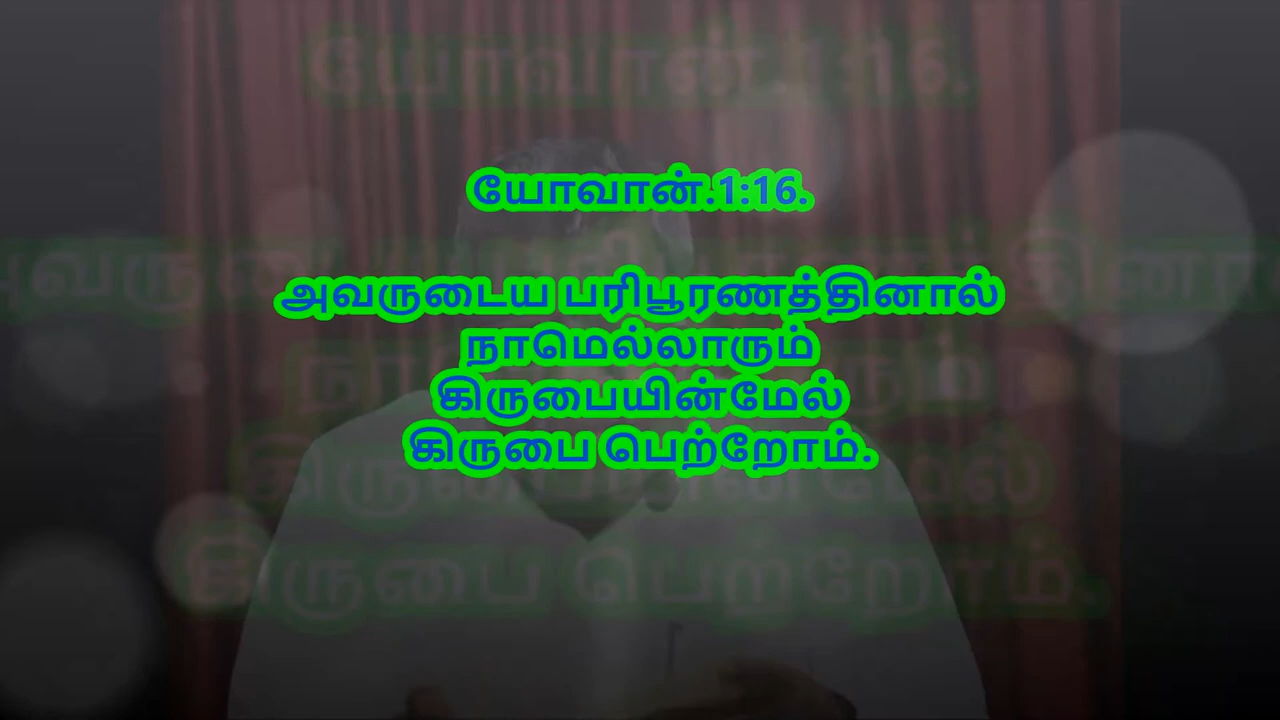 யோவான்.1:16.
அவருடைய பரிபூரணத்தினால்
நாமெல்லாரும்
கிருபையின்மேல்
கிருபை பெற்றோம்.